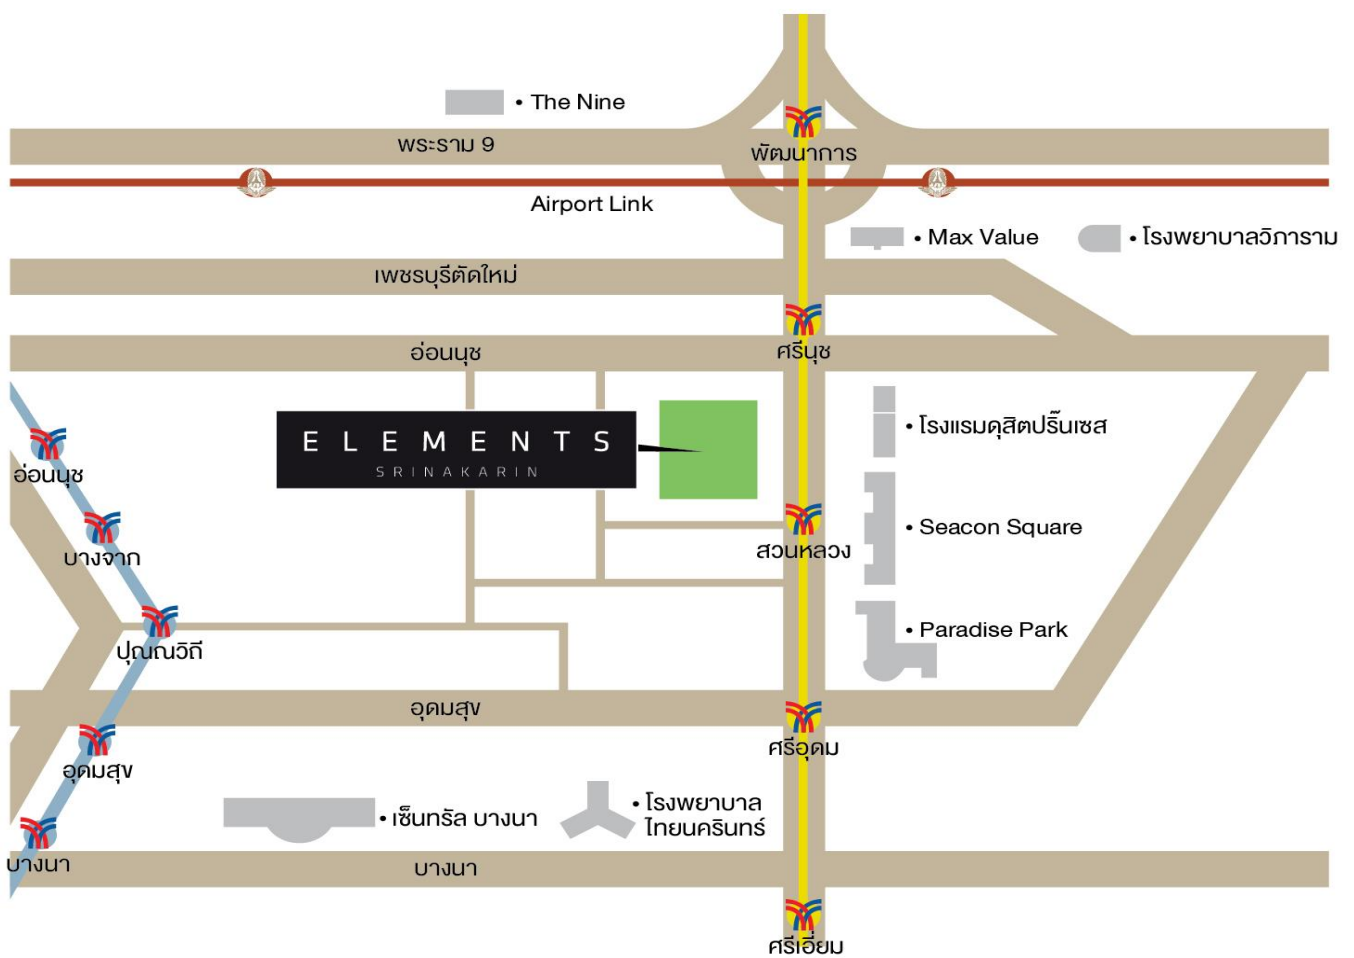 • The Nine
พระราม 9
พัฒนาการ
Airport Link
• Max Value
• โรงพยาบาลวิภาราม
เพชรบุรีตัดใหม่
อ่อนนุช
ศรีนุช
ELEMENTS
SRINAKARIN
• โรงแรมดุสิตปริ๊นเซส
อ่อนนุช
บางจาก
สวนหลวง
• Seacon Square
ปุณณวิถี
• Paradise Park
อุดมสุข
ศรีอุดม
อุดมสุข
• เซ็นทรัล บางนา
• โรงพยาบาล
ไทยนครินทร์
บางนา
บางนา
ศรีเอี่ยม